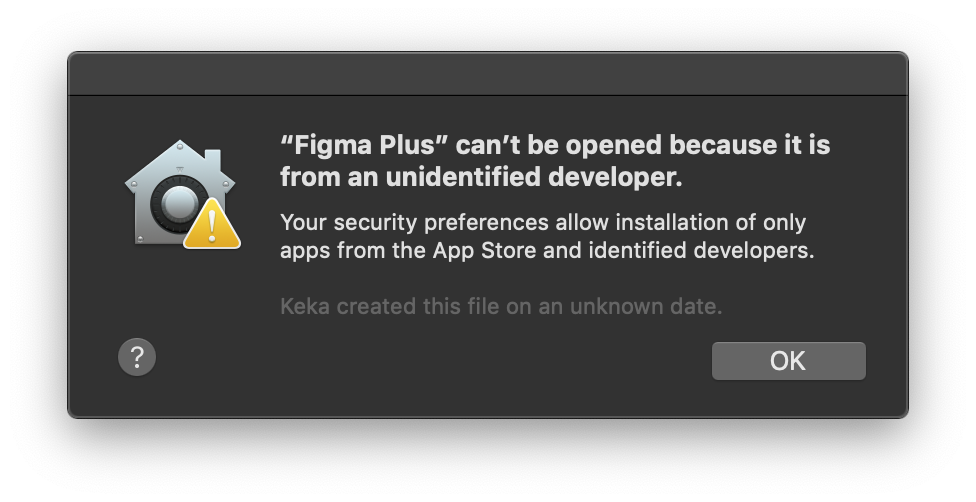 “Figma Plus” can’t be opened because it is
from an unidentified developer.
Your security preferences allow installation of only
apps from the App Store and identified developers.
Keka created this file on an unknown date.
?
OK